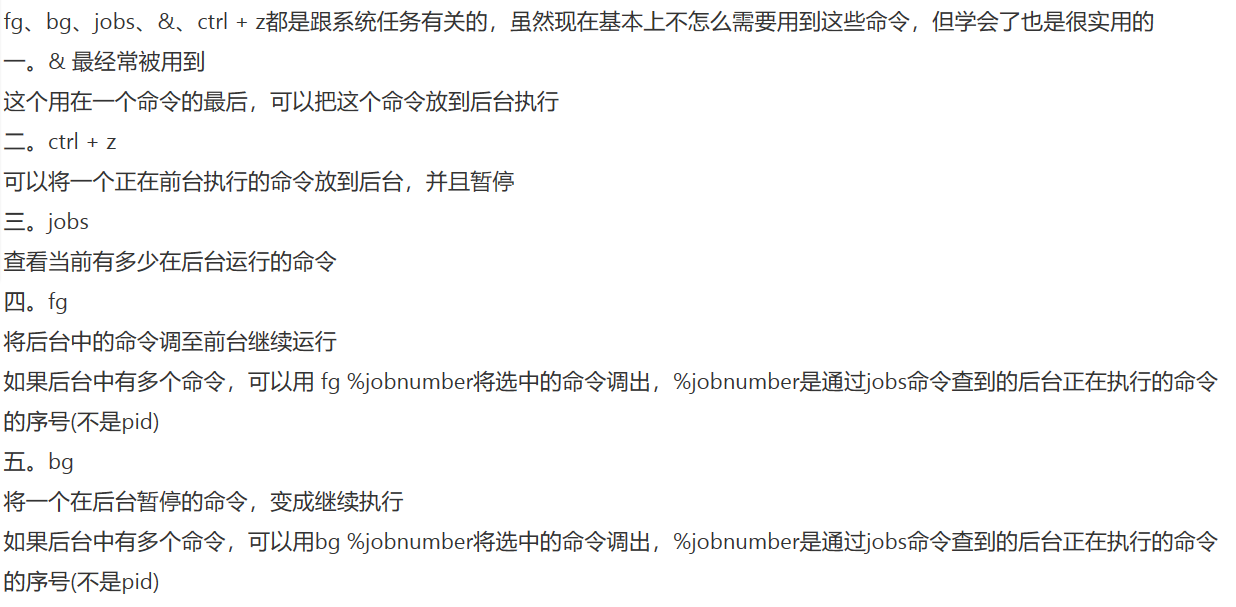 fg、bg、jobs、&、ctrl + z都是跟系统任务有关的，虽然现在基本上不怎么需要用到这些命令，但学会了也是很实用的
一。& 最经常被用到
这个用在一个命令的最后，可以把这个命令放到后台执行
二。ctrl + z
可以将一个正在前台执行的命令放到后台，并且暂停
三。jobs
查看当前有多少在后台运行的命令
四。fg
将后台中的命令调至前台继续运行
如果后台中有多个命令，可以用 fg %jobnumber将选中的命令调出，%jobnumber是通过jobs命令查到的后台正在执行的命令
的序号(不是pid)
五。bg
将一个在后台暂停的命令，变成继续执行
如果后台中有多个命令，可以用bg %jobnumber将选中的命令调出，%jobnumber是通过jobs命令查到的后台正在执行的命令
的序号(不是pid)